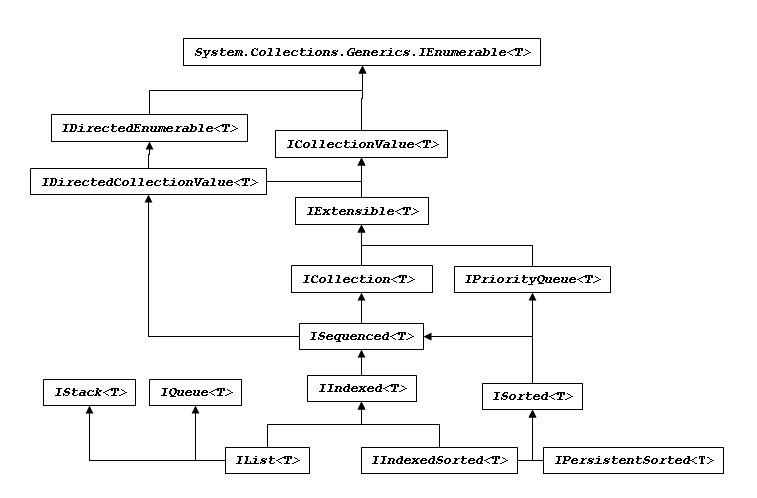 System.Collections.Generics.IEnumerable<T>
IDirectedEnumerable<T>
ICollectionValue<T>
IDirectedCollectionValue<T>
IExtensible<T>
ICollection<T>
IPriorityQueue<T>
ISequenced<T>
IStack<T>
IQueue<T>
IIndexed<T>
ISorted<T>
IList<T>
IIndexedSorted<T>
IPersistentSorted<T>